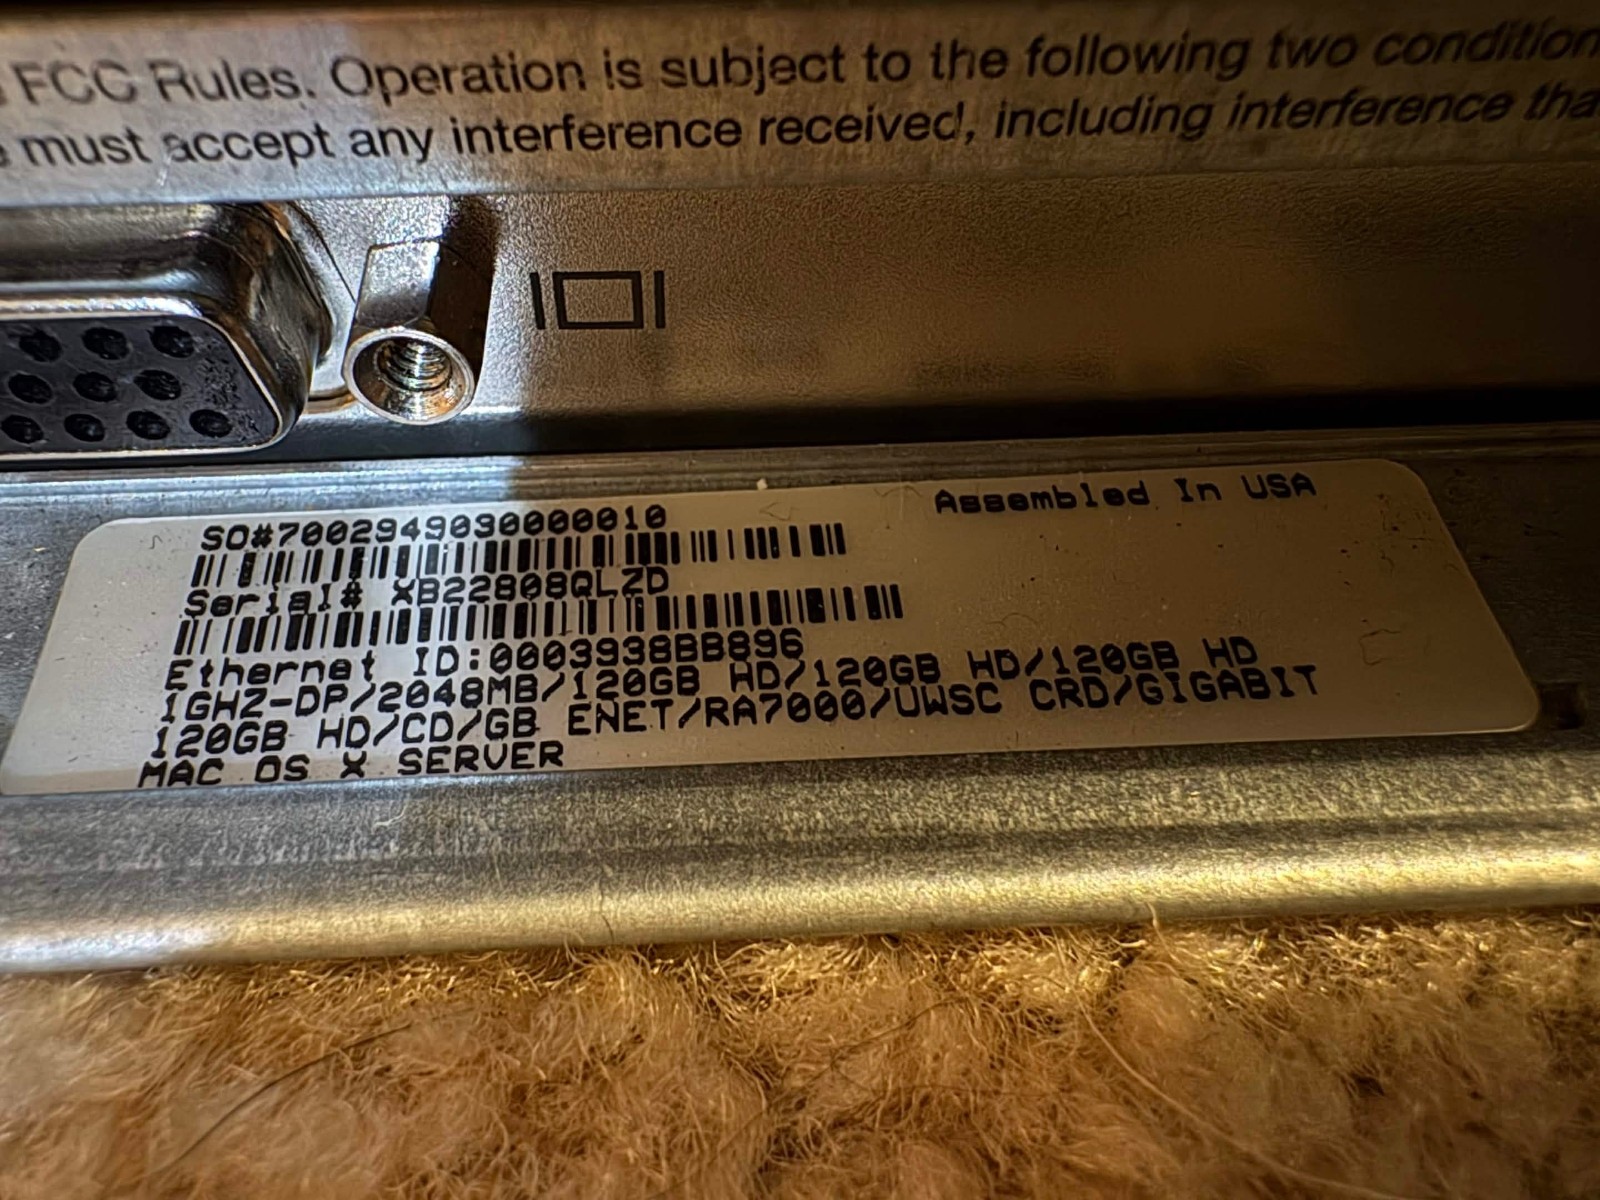 FCC Rules. Operation is subject to the following two condition
must accept any interference received, including interference tha
SO#7002949030000010
Assembled In USA
Serial# XB22808QLZD
Ethernet ID:0003938BB896
1GHZ-DP/2048MB/120GB HD/120GB HD/120GB HD
120GB HD/CD/GB ENET/RA7000/UWSC CRD/GIGABIT
MAC OS X SERVER